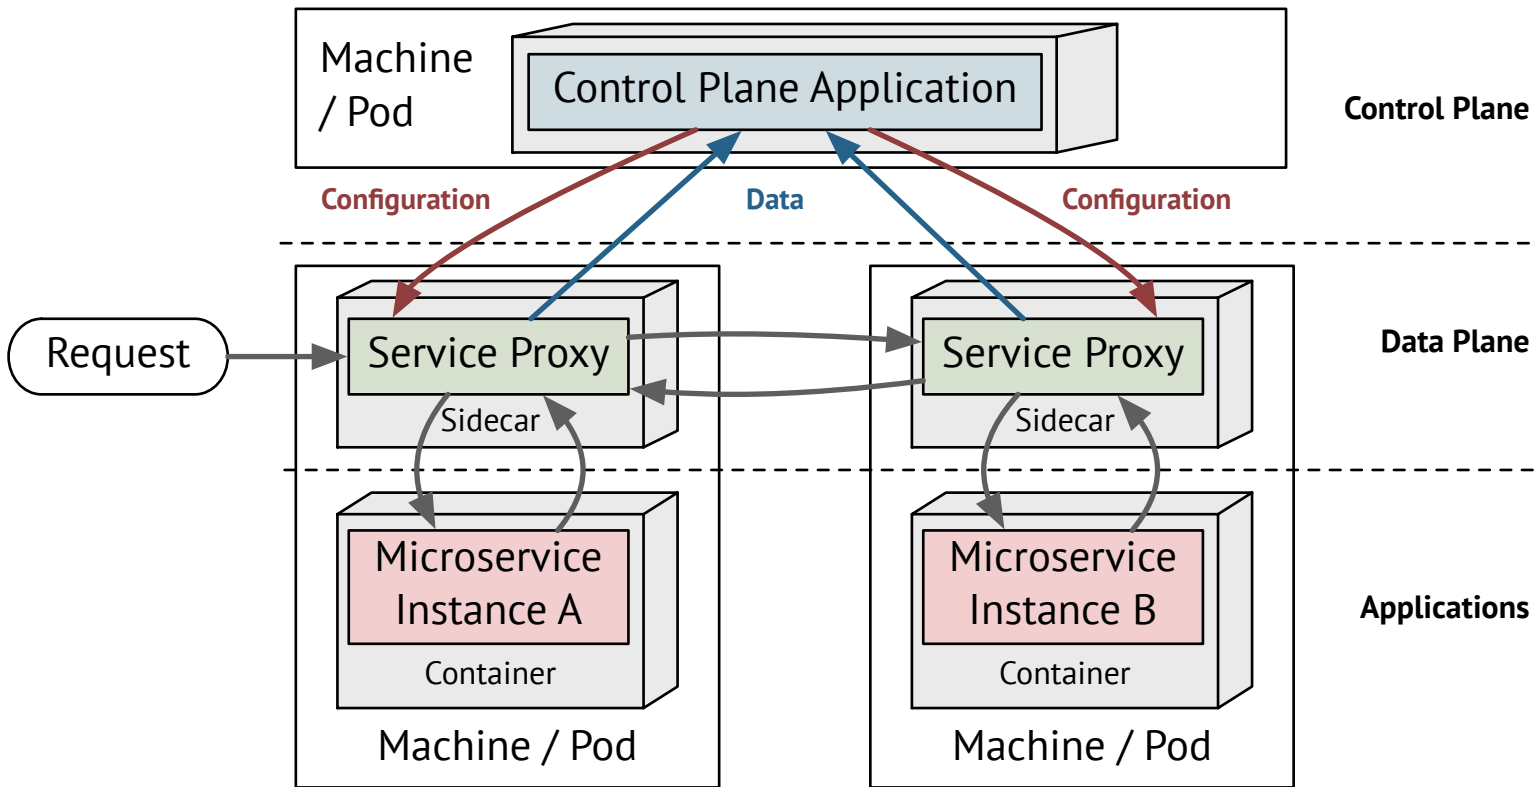 Machine
/ Pod
Control Plane Application
Control Plane
Configuration
Data
Configuration
Request
Service Proxy
Sidecar
Service Proxy
Sidecar
Data Plane
Microservice
Instance A
Container
Machine / Pod
Microservice
Instance B
Container
Machine / Pod
Applications